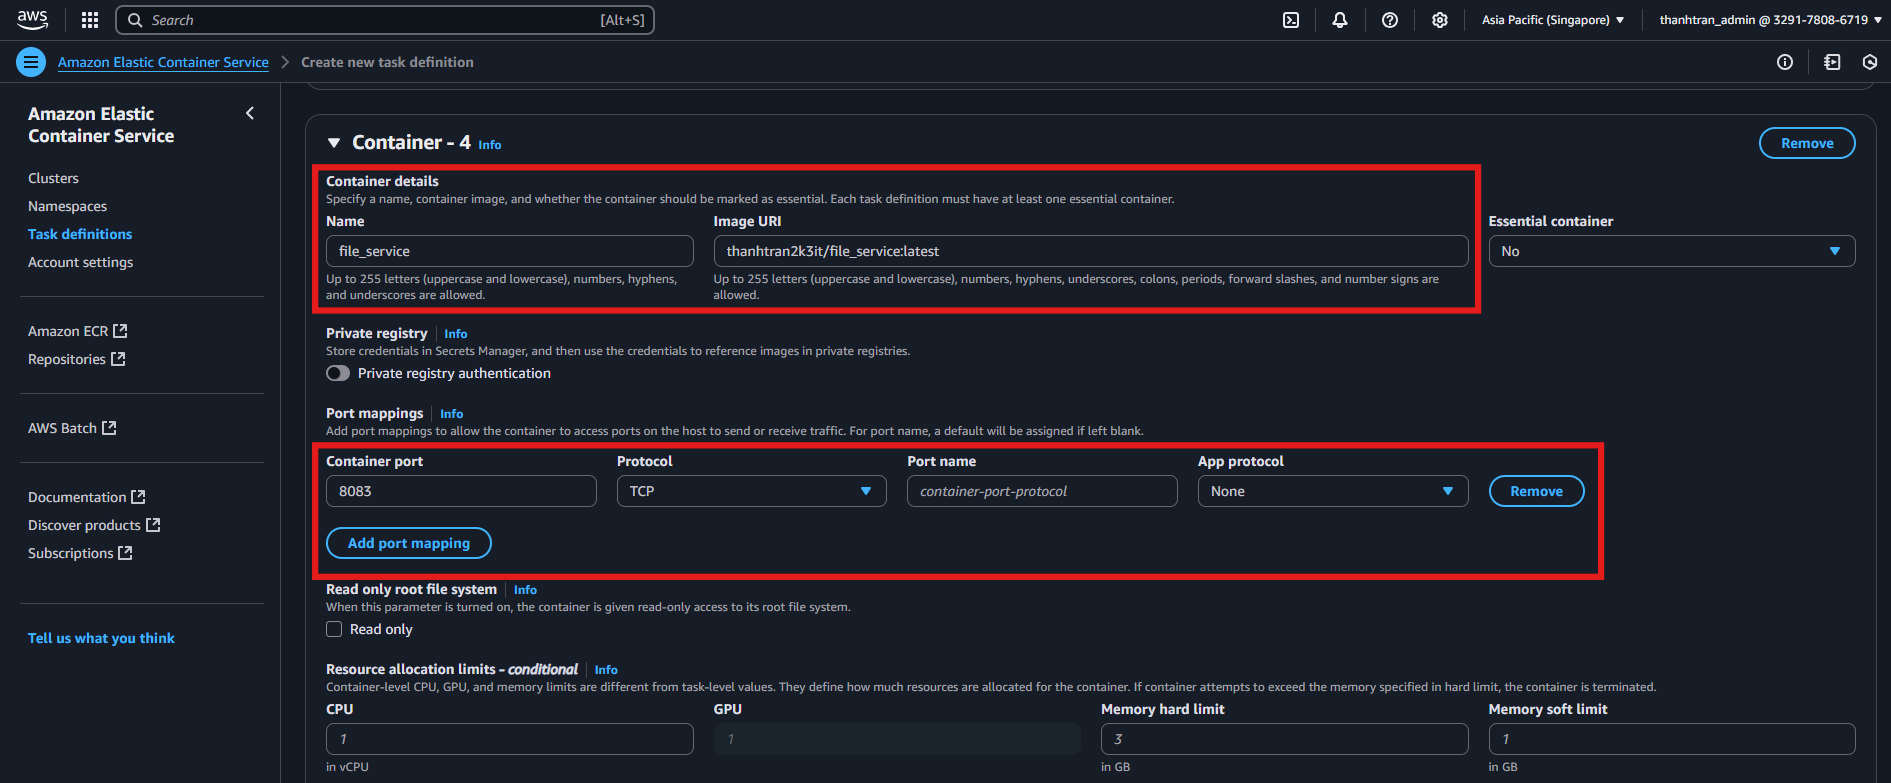 aws
Search
[Alt+S]
Asia Pacific (Singapore)
thanhtran_admin @ 3291-7808-6719
Amazon Elastic Container Service
Create new task definition
Amazon Elastic
Container Service
Clusters
Namespaces
Task definitions
Account settings
Amazon ECR
Repositories
AWS Batch
Documentation
Discover products
Subscriptions
Tell us what you think
Container - 4 Info
Remove
Container details
Specify a name, container image, and whether the container should be marked as essential. Each task definition must have at least one essential container.
Name
file_service
Up to 255 letters (uppercase and lowercase), numbers, hyphens,
and underscores are allowed.
Image URI
thanhtran2k3it/file_service:latest
Up to 255 letters (uppercase and lowercase), numbers, hyphens, underscores, colons, periods, forward slashes, and number signs are
allowed.
Essential container
No
Private registry Info
Store credentials in Secrets Manager, and then use the credentials to reference images in private registries.
Private registry authentication
Port mappings Info
Add port mappings to allow the container to access ports on the host to send or receive traffic. For port name, a default will be assigned if left blank.
Container port
8083
Protocol
TCP
Port name
container-port-protocol
App protocol
None
Remove
Add port mapping
Read only root file system Info
When this parameter is turned on, the container is given read-only access to its root file system.
Read only
Resource allocation limits - conditional Info
Container-level CPU, GPU, and memory limits are different from task-level values. They define how much resources are allocated for the container. If container attempts to exceed the memory specified in hard limit, the container is terminated.
CPU
1
in vCPU
GPU
1
Memory hard limit
3
in GB
Memory soft limit
1
in GB